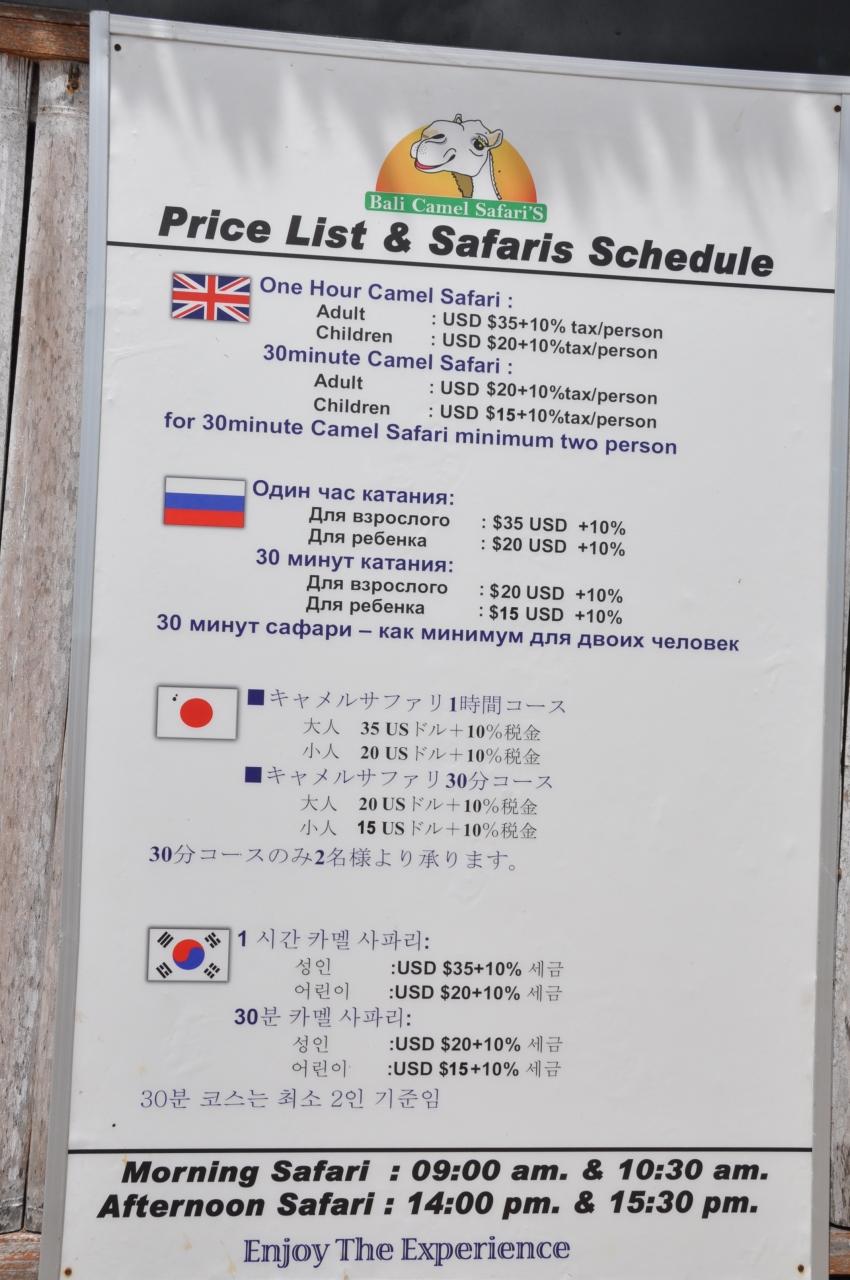 Bali Camel Safari'S
Price List & Safaris Schedule
One Hour Camel Safari :
Adult : USD $35+10% tax/person
Children : USD $20+10%tax/person
30minute Camel Safari :
Adult : USD $20+10%tax/person
Children : USD $15+10%tax/person
for 30minute Camel Safari minimum two person
Один час катания:
Для взрослого : $35 USD +10%
Для ребенка : $20 USD +10%
30 минут катания:
Для взрослого : $20 USD +10%
Для ребенка : $15 USD +10%
30 минут сафари – как минимум для двоих человек
■キャメルサファリ1時間コース
大人 35 USドル＋10%税金
小人 20 USドル＋10%税金
■キャメルサファリ30分コース
大人 20 USドル＋10%税金
小人 15 USドル＋10%税金
30分コースのみ2名様より承ります。
1 시간 카멜 사파리:
성인 :USD $35+10% 세금
어린이 :USD $20+10% 세금
30분 카멜 사파리:
성인 :USD $20+10% 세금
어린이 :USD $15+10% 세금
30분 코스는 최소 2인 기준임
Morning Safari : 09:00 am. & 10:30 am.
Afternoon Safari : 14:00 pm. & 15:30 pm.
Enjoy The Experience